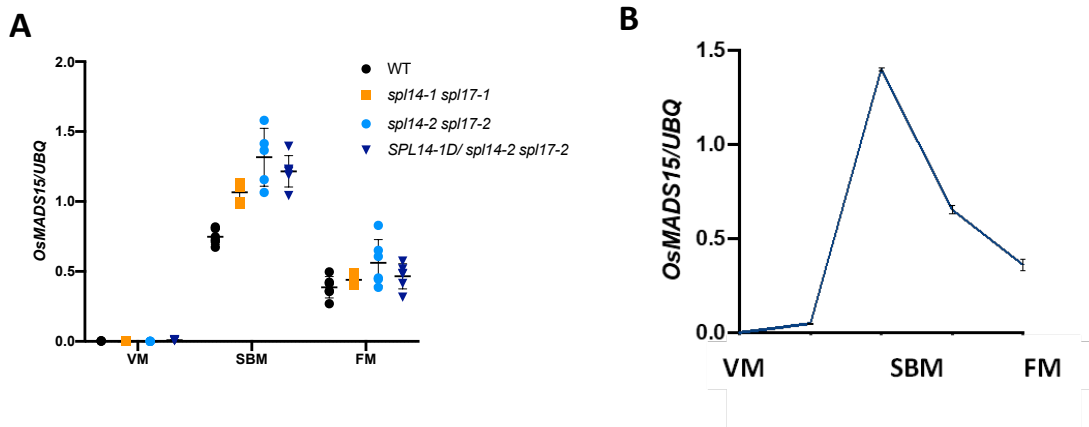 A
OsMADS15/UBQ
2.0
1.5
1.0
0.5
0.0
VM
SBM
FM
WT
spl14-1 spl17-1
spl14-2 spl17-2
SPL14-1D/ spl14-2 spl17-2
B
OsMADS15/UBQ
1.5
1.0
0.5
0.0
VM
SBM
FM